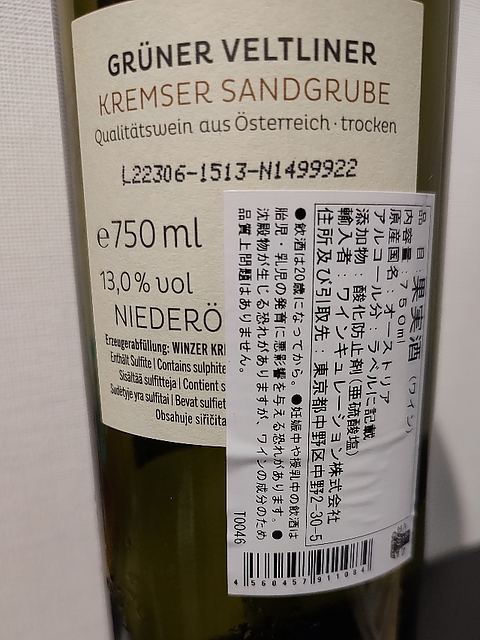 GRÜNER VELTLINER
KREMSER SANDGRUBE
Qualitätswein aus Österreich · trocken
L22306-1513-N1499922
e 750 ml
13,0 % vol
NIEDERÖ
Erzeugerabfüllung: WINZER KRE
Enthält Sulfite | Contains sulphite
Sisältää sulfiitteja | Contient s
Sudėtyje yra sulfitai | Bevat sulfiet
Obsahuje siřičita
品目：果実酒（ワイン）
内容量：750ml
原産国名：オーストリア
アルコール分：ラベルに記載
添加物：酸化防止剤(亜硫酸塩)
輸入者：ワインキュレーション株式会社
住所及び引取先：東京都中野区中野2-30-5
●飲酒は20歳になってから。●妊娠中や授乳中の飲酒は
胎児・乳児の発育に悪影響を与える恐れがあります。●
沈殿物が生じる恐れがありますが、ワインの成分のため
品質上問題はありません。
T0046
4560457911084